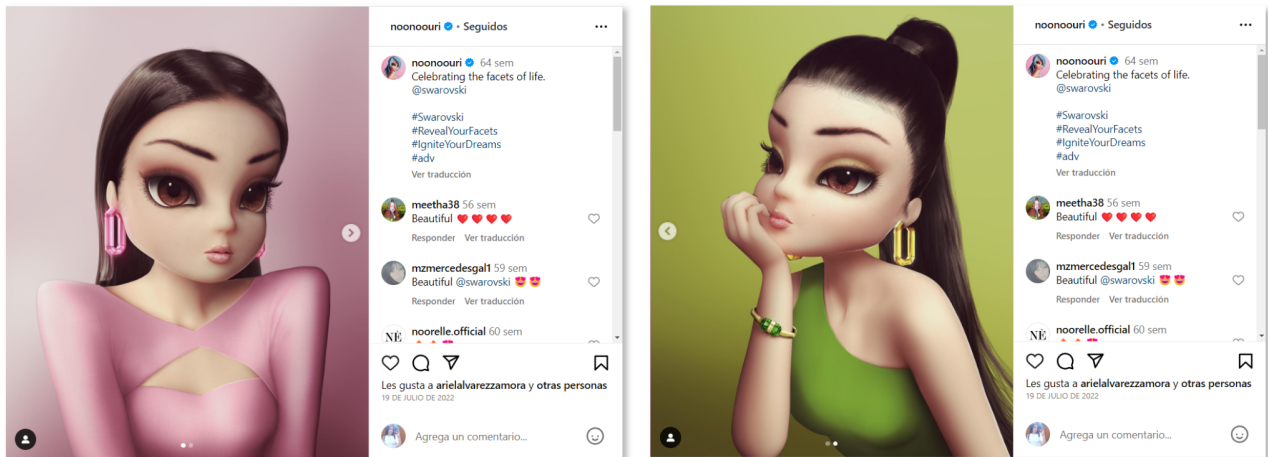 noonoouri • Seguidos
noonoouri 64 sem
Celebrating the facets of life.
@swarovski
#Swarovski
#RevealYourFacets
#IgniteYourDreams
#adv
Ver traducción
meetha38 56 sem
Beautiful ❤️❤️❤️❤️
Responder Ver traducción
mzmercedesgal1 59 sem
Beautiful @swarovski 😍😍
Responder Ver traducción
NÈ
noorelle.official 60 sem
Les gusta a arielalvarezzamora y otras personas
19 DE JULIO DE 2022
Agrega un comentario...
noonoouri • Seguidos
noonoouri 64 sem
Celebrating the facets of life.
@swarovski
#Swarovski
#RevealYourFacets
#IgniteYourDreams
#adv
Ver traducción
meetha38 56 sem
Beautiful ❤️❤️❤️❤️
Responder Ver traducción
mzmercedesgal1 59 sem
Beautiful @swarovski 😍😍
Responder Ver traducción
NÈ
noorelle.official 60 sem
Les gusta a arielalvarezzamora y otras personas
19 DE JULIO DE 2022
Agrega un comentario...